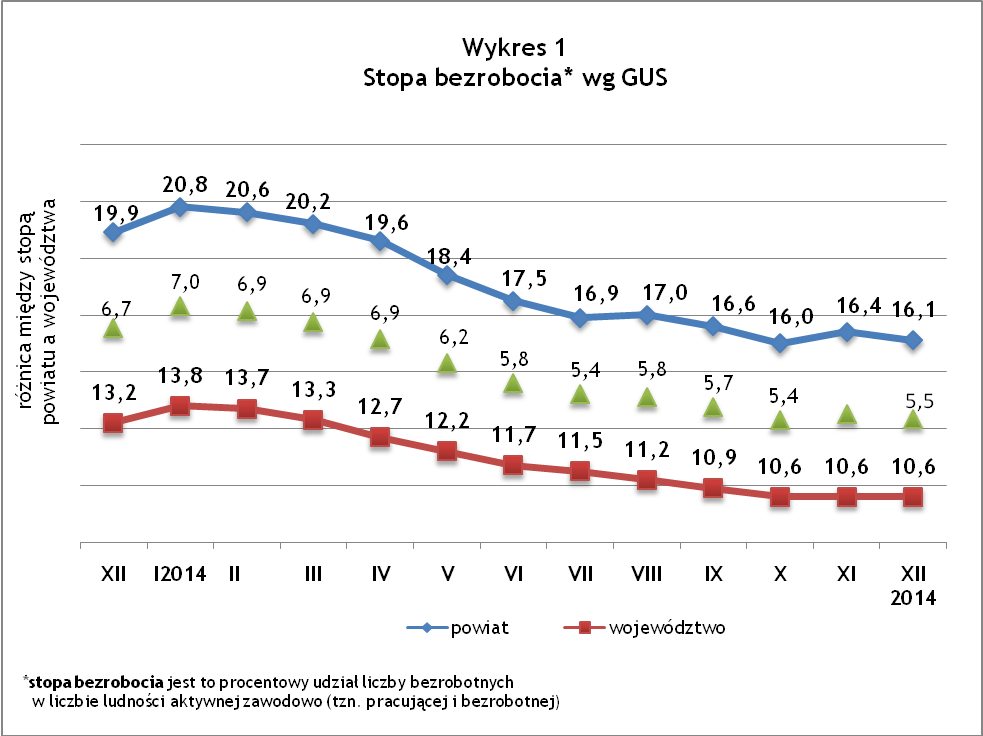 Wykres 1
Stopa bezrobocia* wg GUS
różnica między stopą
powiatu a województwa
19,9 20,8 20,6 20,2 19,6 18,4 17,5 16,9 17,0 16,6 16,0 16,4 16,1
6,7 7,0 6,9 6,9 6,9 6,2 5,8 5,4 5,8 5,7 5,4 5,5
13,2 13,8 13,7 13,3 12,7 12,2 11,7 11,5 11,2 10,9 10,6 10,6 10,6
XII I2014 II III IV V VI VII VIII IX X XI XII
2014
powiat województwo
*stopa bezrobocia jest to procentowy udział liczby bezrobotnych
w liczbie ludności aktywnej zawodowo (tzn. pracującej i bezrobotnej)